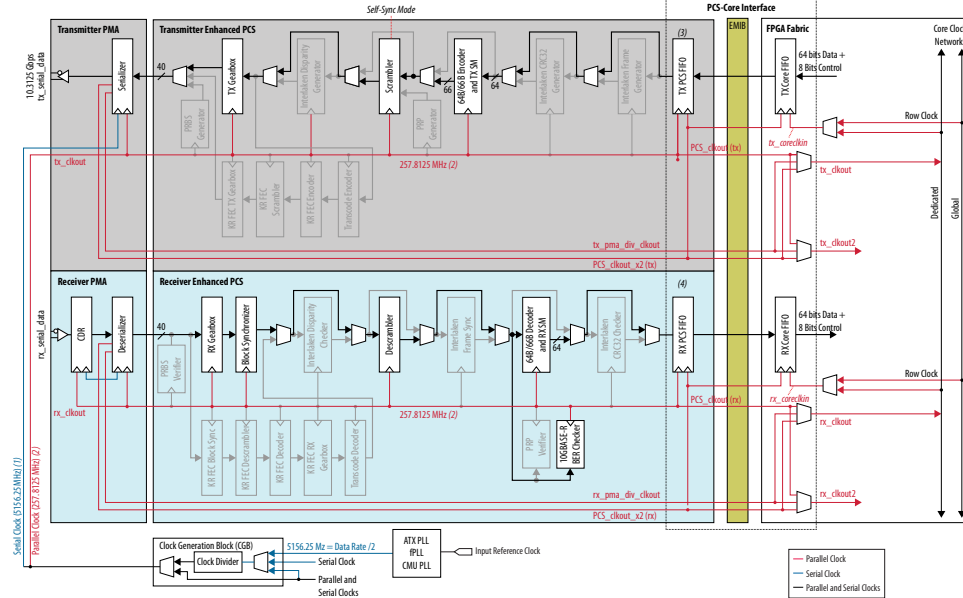 Self-Sync Mode
PCS-Core Interface
Transmitter PMA
Transmitter Enhanced PCS
EMIB
FPGA Fabric
Core Clock
Network
10.3125 Gbps
tx_serial_data
Serializer
40
PRBS
Generator
TX Gearbox
Interlaken Disparity
Generator
Scrambler
PRP
Generator
66
64B/66B Encoder
and TX SM
64
Interlaken CRC32
Generator
Interlaken Frame
Generator
(3)
TX PCS FIFO
TX Core FIFO
64 bits Data +
8 Bits Control
Row Clock
tx_coreclkin
tx_clkout
257.8125 MHz (2)
PCS_clkout (tx)
tx_clkout
KR FEC TX Gearbox
KR FEC
Scrambler
KR FEC Encoder
Transcode Encoder
Dedicated
Global
tx_pma_div_clkout
tx_clkout2
PCS_clkout_x2 (tx)
Receiver PMA
Receiver Enhanced PCS
(4)
rx_serial_data
CDR
Deserializer
40
PRBS
Verifier
RX Gearbox
Block Synchronizer
Interlaken Disparity
Checker
Descrambler
Interlaken
Frame Sync
64B/66B Decoder
and RX SM
64
Interlaken
CRC32 Checker
RX PCS FIFO
RX Core FIFO
64 bits Data +
8 Bits Control
Row Clock
rx_coreclkin
rx_clkout
257.8125 MHz (2)
PCS_clkout (rx)
rx_clkout
KR FEC Block Sync
KR FEC Descrambler
KR FEC Decoder
KR FEC RX
Gearbox
Transcode Decoder
PRP
Verifier
10GBASE-R
BER Checker
rx_pma_div_clkout
rx_clkout2
PCS_clkout_x2 (rx)
Serial Clock (5156.25 MHz) (1)
Parallel Clock (257.8125 MHz) (2)
Clock Generation Block (CGB)
Clock Divider
5156.25 Mz = Data Rate /2
Serial Clock
Parallel and
Serial Clocks
ATX PLL
fPLL
CMU PLL
Input Reference Clock
Parallel Clock
Serial Clock
Parallel and Serial Clocks